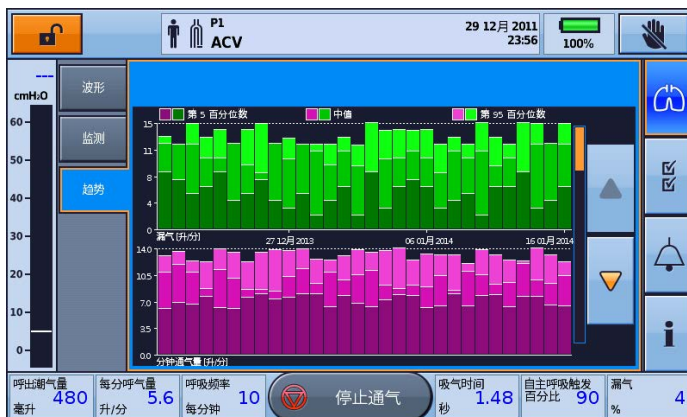 P1
ACV
29 12月 2011
23:56
100%
---
cmH₂O
60
50
40
30
20
10
0
波形
监测
趋势
第 5 百分位数
中值
第 95 百分位数
15
11
8
4
0
漏气 [升/分]
27 12月 2013
06 01月 2014
16 01月 2014
14.0
10.5
7.0
3.5
0.0
分钟通气量 [升/分]
呼出潮气量
480
毫升
每分呼气量
5.6
升/分
呼吸频率
10
每分钟
停止通气
吸气时间
1.48
秒
自主呼吸触发
百分比 90
漏气
4
%